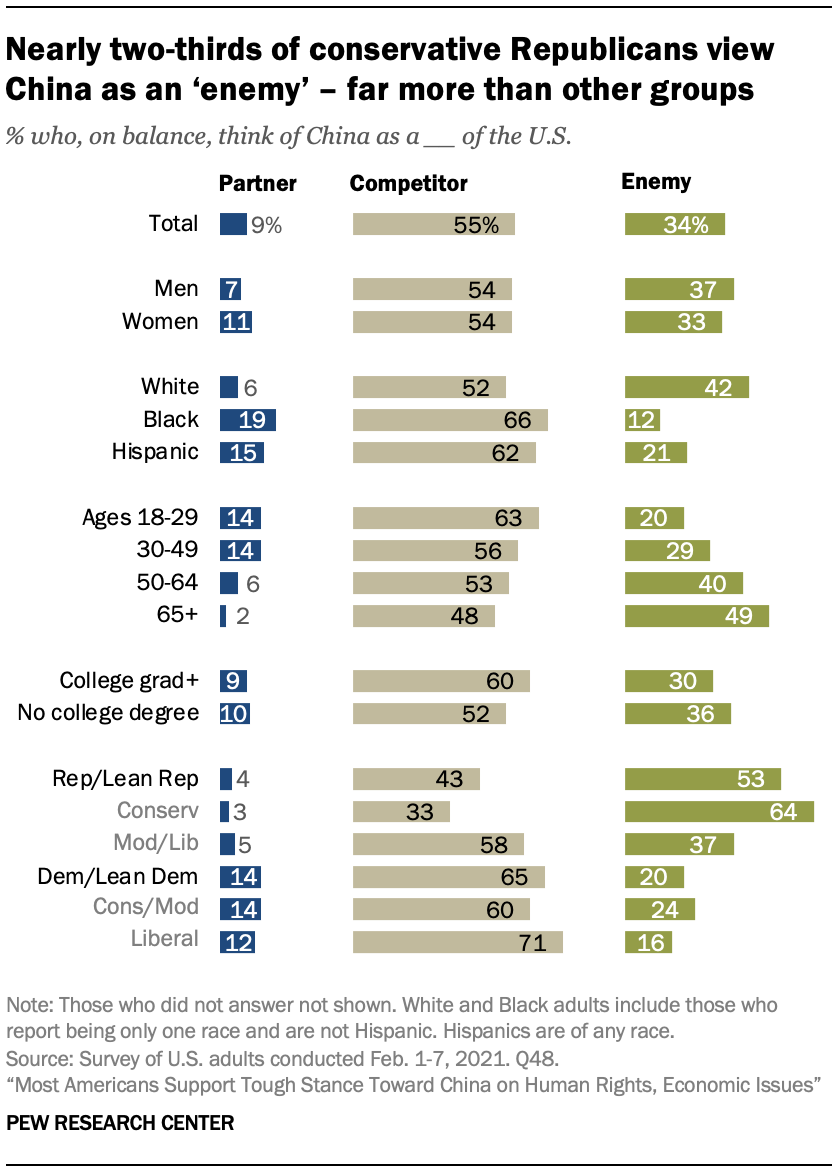 Nearly two-thirds of conservative Republicans view
China as an ‘enemy’ – far more than other groups
% who, on balance, think of China as a __ of the U.S.
Partner Competitor Enemy
Total 9% 55% 34%
Men 7 54 37
Women 11 54 33
White 6 52 42
Black 19 66 12
Hispanic 15 62 21
Ages 18-29 14 63 20
30-49 14 56 29
50-64 6 53 40
65+ 2 48 49
College grad+ 9 60 30
No college degree 10 52 36
Rep/Lean Rep 4 43 53
Conserv 3 33 64
Mod/Lib 5 58 37
Dem/Lean Dem 14 65 20
Cons/Mod 14 60 24
Liberal 12 71 16
Note: Those who did not answer not shown. White and Black adults include those who
report being only one race and are not Hispanic. Hispanics are of any race.
Source: Survey of U.S. adults conducted Feb. 1-7, 2021. Q48.
“Most Americans Support Tough Stance Toward China on Human Rights, Economic Issues”
PEW RESEARCH CENTER